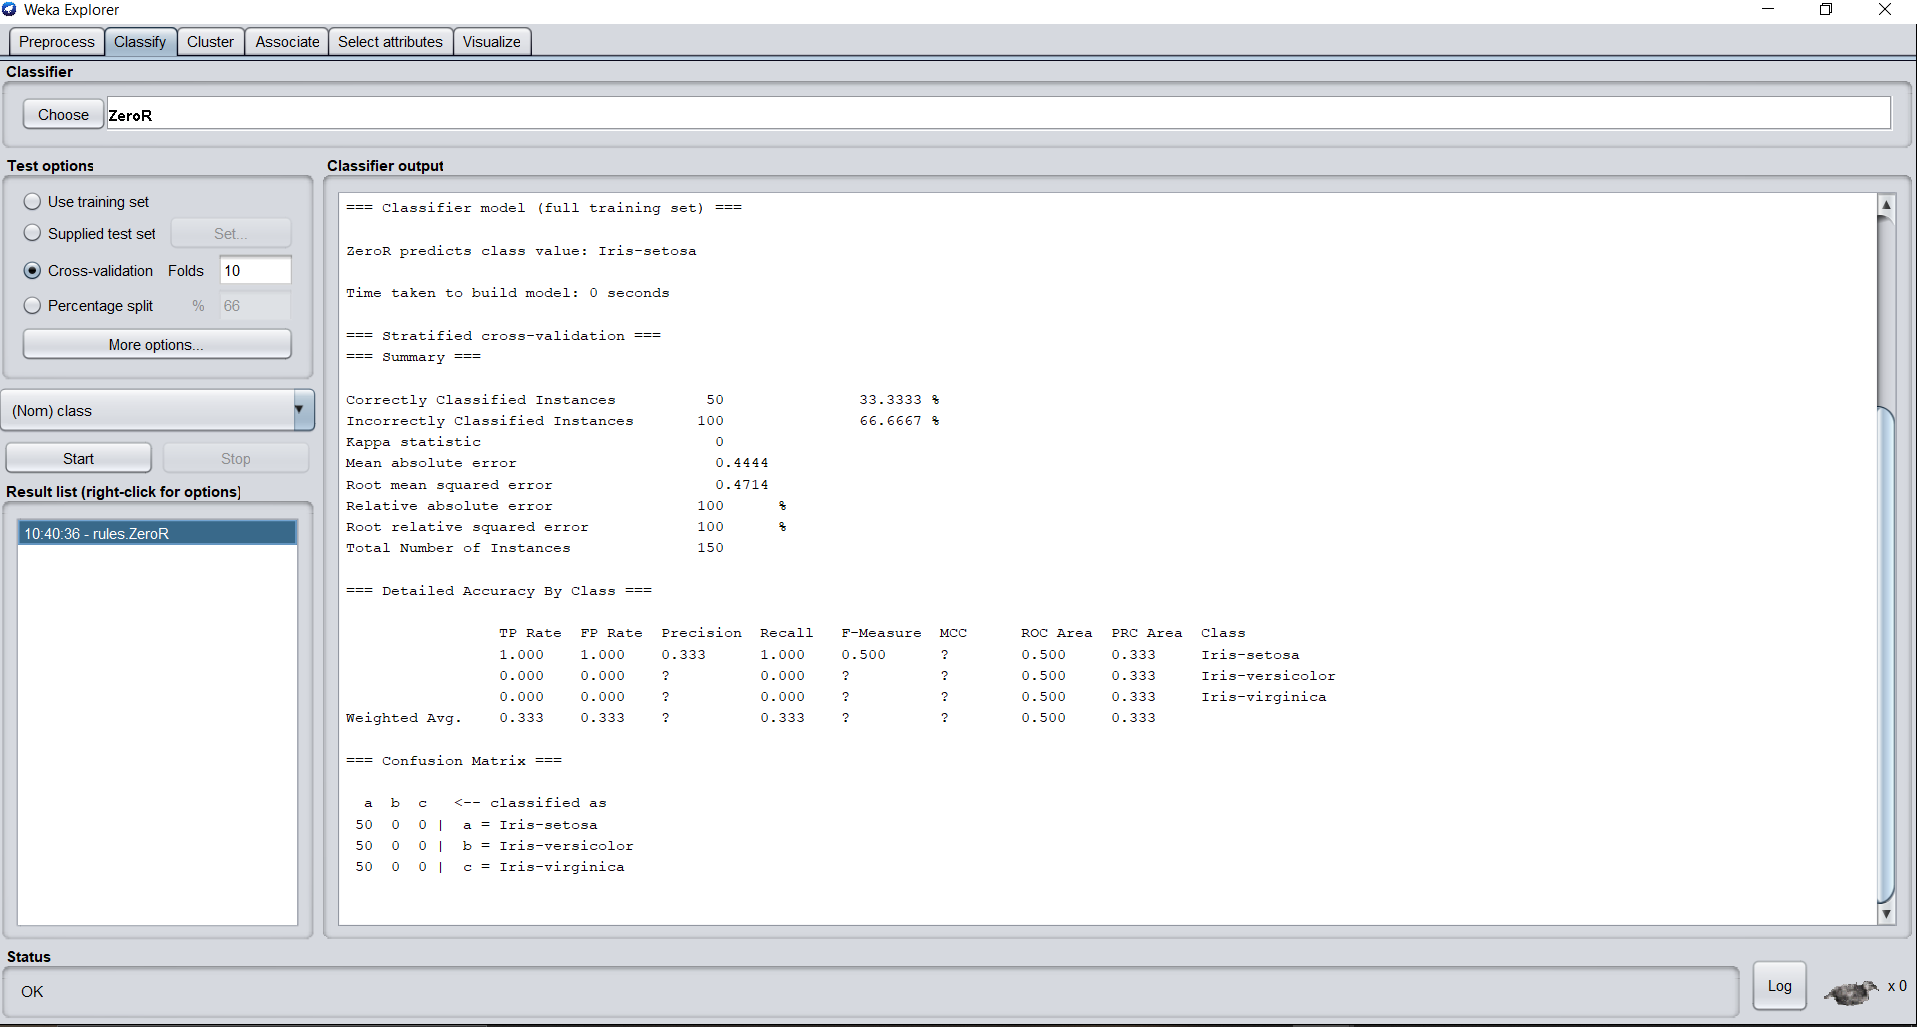 Weka Explorer
Preprocess Classify Cluster Associate Select attributes Visualize
Classifier
Choose ZeroR
Test options
Use training set
Supplied test set Set...
Cross-validation Folds 10
Percentage split % 66
More options...
(Nom) class
Start Stop
Result list (right-click for options)
10:40:36 - rules.ZeroR
Classifier output
=== Classifier model (full training set) ===
ZeroR predicts class value: Iris-setosa
Time taken to build model: 0 seconds
=== Stratified cross-validation ===
=== Summary ===
Correctly Classified Instances 50 33.3333 %
Incorrectly Classified Instances 100 66.6667 %
Kappa statistic 0
Mean absolute error 0.4444
Root mean squared error 0.4714
Relative absolute error 100 %
Root relative squared error 100 %
Total Number of Instances 150
=== Detailed Accuracy By Class ===
TP Rate FP Rate Precision Recall F-Measure MCC ROC Area PRC Area Class
1.000 1.000 0.333 1.000 0.500 ? 0.500 0.333 Iris-setosa
0.000 0.000 ? 0.000 ? ? 0.500 0.333 Iris-versicolor
0.000 0.000 ? 0.000 ? ? 0.500 0.333 Iris-virginica
Weighted Avg. 0.333 0.333 ? 0.333 ? ? 0.500 0.333
=== Confusion Matrix ===
a b c <-- classified as
50 0 0 | a = Iris-setosa
50 0 0 | b = Iris-versicolor
50 0 0 | c = Iris-virginica
Status
OK
Log x 0